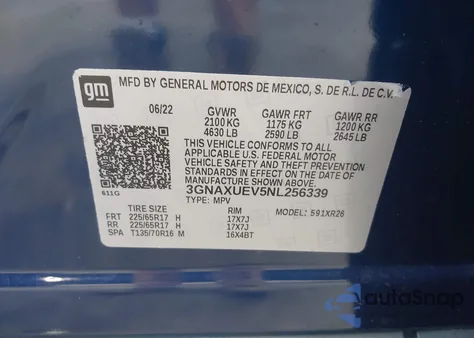 gm
MFD BY GENERAL MOTORS DE MEXICO, S. DE R.L. DE C.V.
06/22 GVWR GAWR FRT GAWR RR
2100 KG 1175 KG 1200 KG
4630 LB 2590 LB 2645 LB
THIS VEHICLE CONFORMS TO ALL
APPLICABLE U.S. FEDERAL MOTOR
VEHICLE SAFETY AND THEFT PREVENTION
STANDARDS IN EFFECT ON THE DATE OF
MANUFACTURE SHOWN ABOVE.
611G
3GNAXUEV5NL256339
TYPE: MPV MODEL: 591XR26
TIRE SIZE RIM
FRT 225/65R17 H 17X7J
RR 225/65R17 H 17X7J
SPA T135/70R16 M 16X4BT
AutoSnap